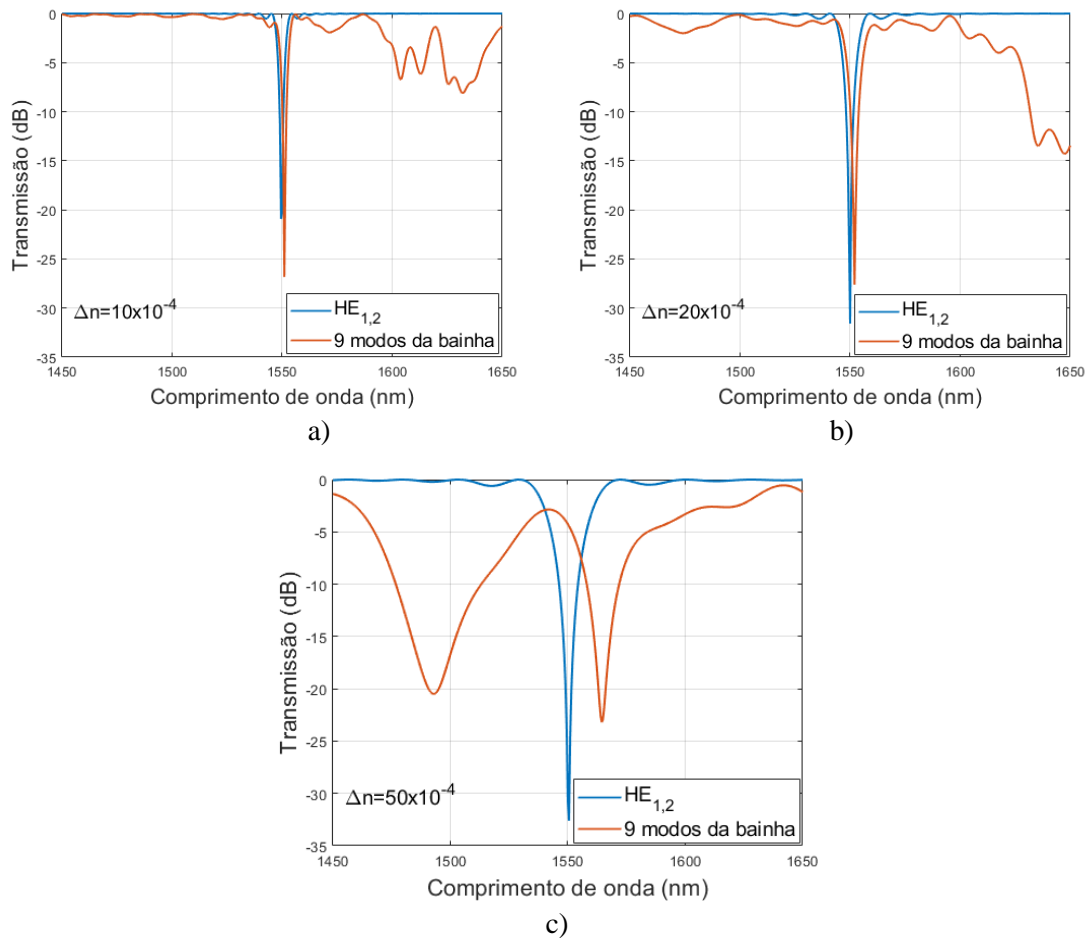 0
-5
-10
-15
-20
-25
-30
-35
Transmissão (dB)
Δn=10x10⁻⁴
HE₁,₂
9 modos da bainha
1450 1500 1550 1600 1650
Comprimento de onda (nm)
a)
0
-5
-10
-15
-20
-25
-30
-35
Transmissão (dB)
Δn=20x10⁻⁴
HE₁,₂
9 modos da bainha
1450 1500 1550 1600 1650
Comprimento de onda (nm)
b)
0
-5
-10
-15
-20
-25
-30
-35
Transmissão (dB)
Δn=50x10⁻⁴
HE₁,₂
9 modos da bainha
1450 1500 1550 1600 1650
Comprimento de onda (nm)
c)